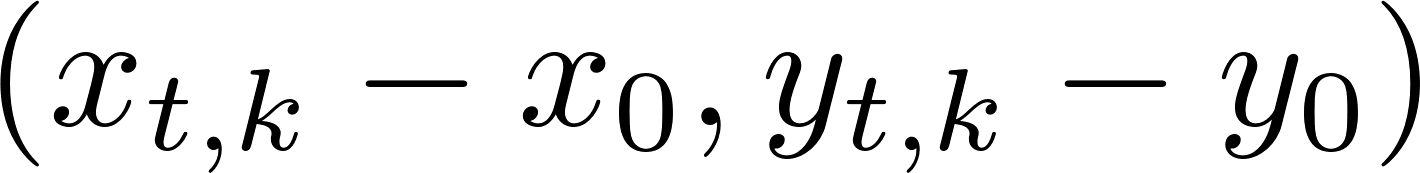 (x_{t,k} − x_0, y_{t,k} − y_0)